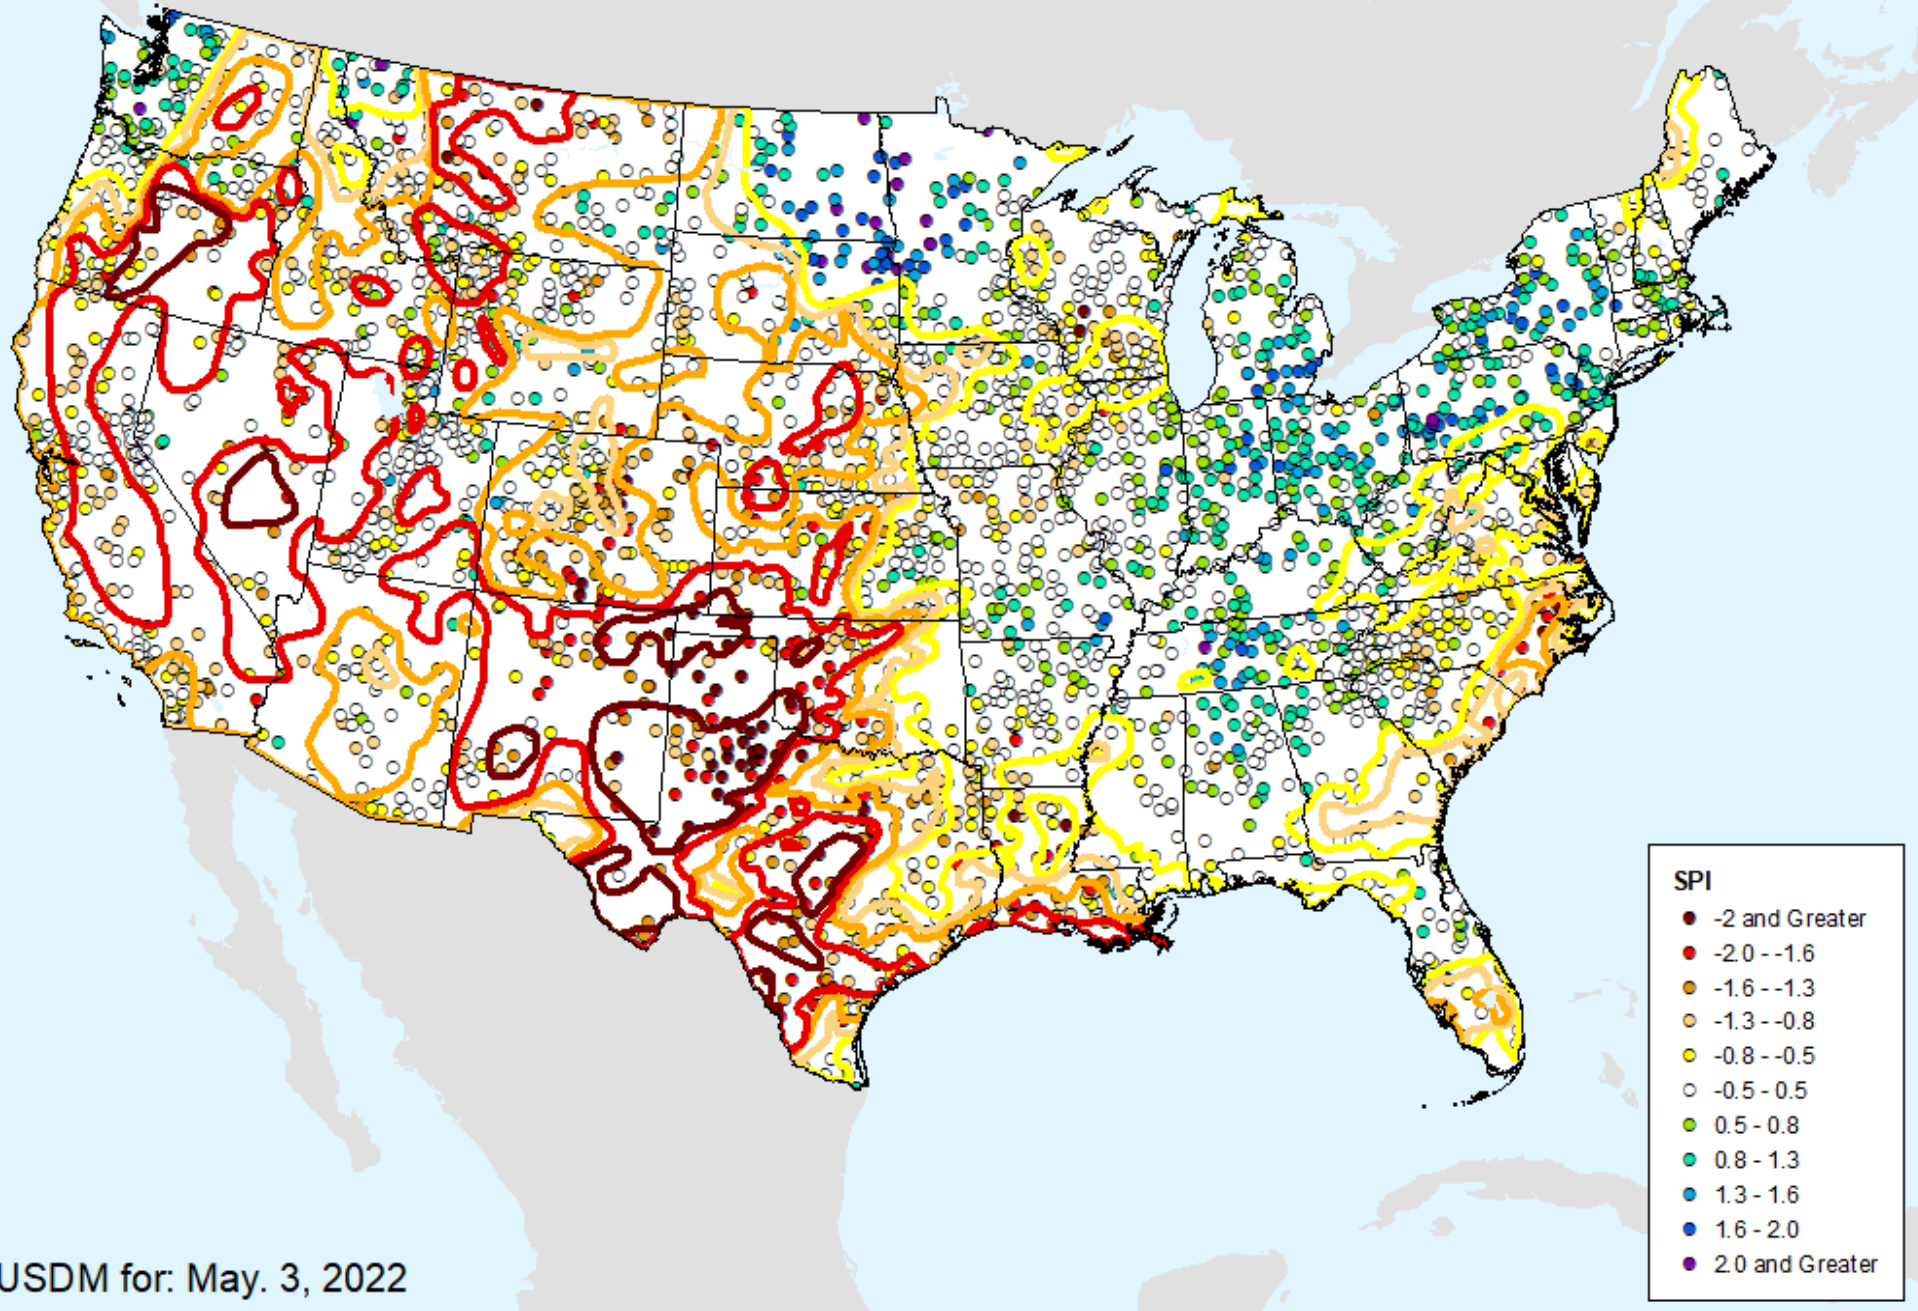 SPI
-2 and Greater
-2.0 - -1.6
-1.6 - -1.3
-1.3 - -0.8
-0.8 - -0.5
-0.5 - 0.5
0.5 - 0.8
0.8 - 1.3
1.3 - 1.6
1.6 - 2.0
2.0 and Greater
USDM for: May. 3, 2022